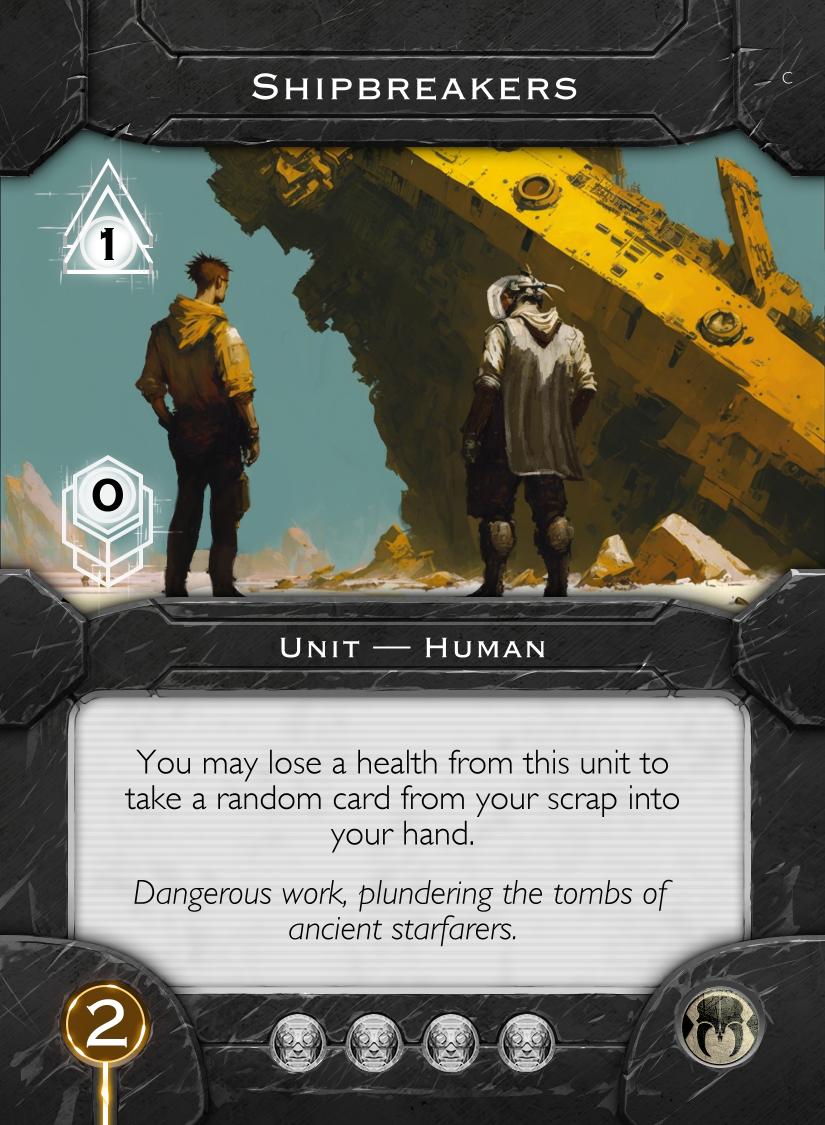 Shipbreakers
C
1
0
Unit — Human
You may lose a health from this unit to
take a random card from your scrap into
your hand.
Dangerous work, plundering the tombs of
ancient starfarers.
2